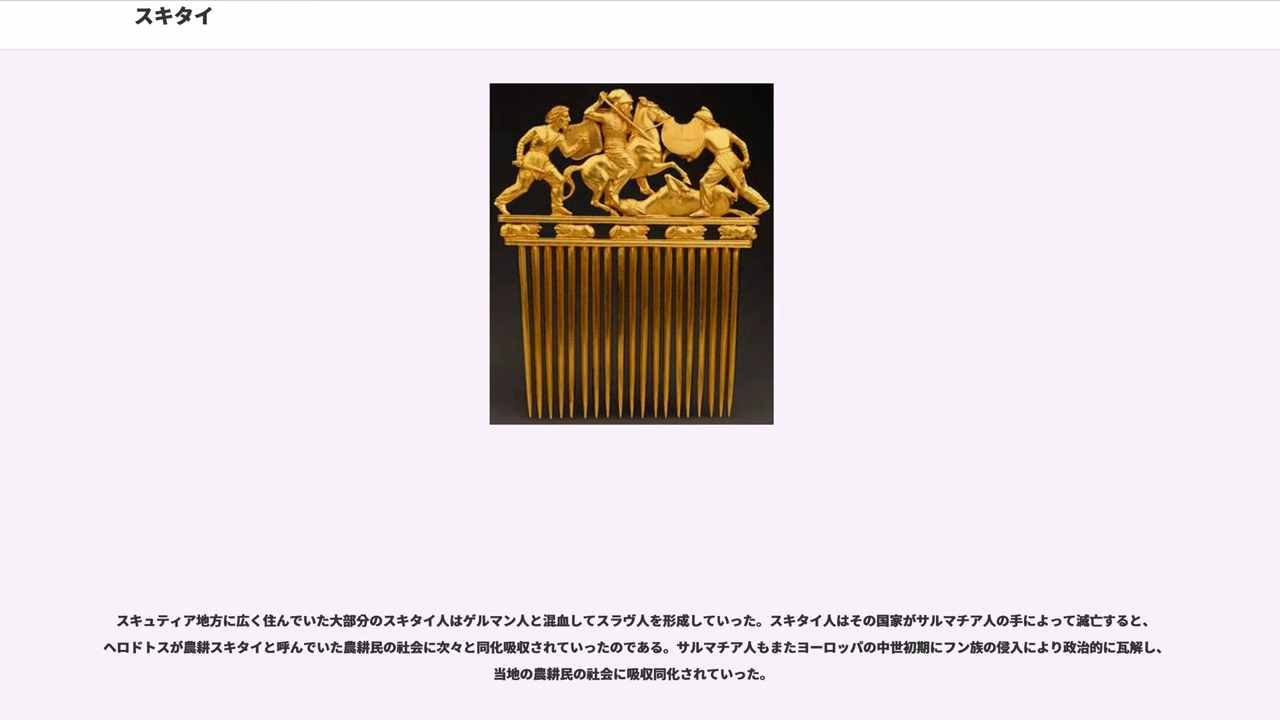 スキタイ
スキュティア地方に広く住んでいた大部分のスキタイ人はゲルマン人と混血してスラヴ人を形成していった。スキタイ人はその国家がサルマチア人の手によって滅亡すると、
ヘロドトスが農耕スキタイと呼んでいた農耕民の社会に次々と同化吸収されていったのである。サルマチア人もまたヨーロッパの中世初期にフン族の侵入により政治的に瓦解し、
当地の農耕民の社会に吸収同化されていった。